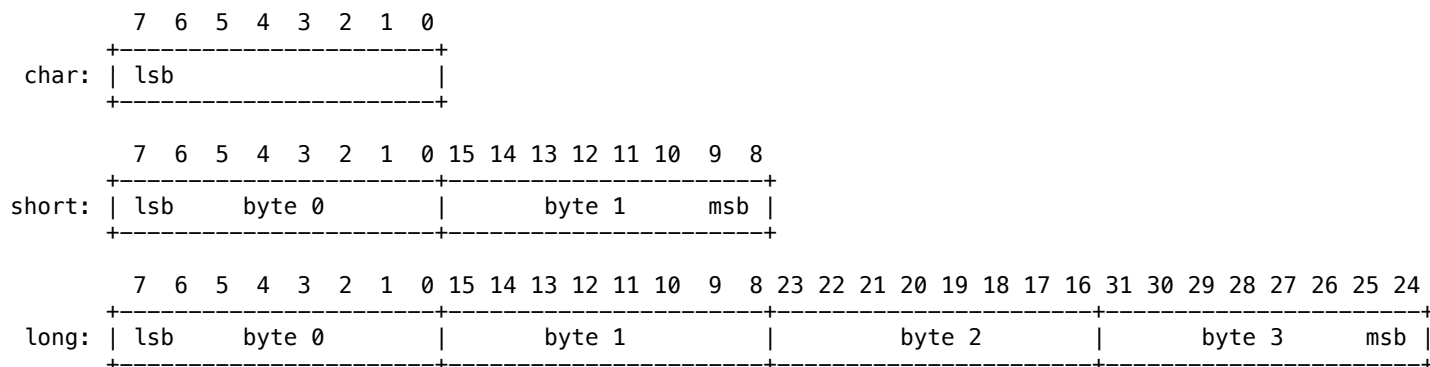 7 6 5 4 3 2 1 0
+-----------------------+
char: | lsb |
+-----------------------+
7 6 5 4 3 2 1 0 15 14 13 12 11 10 9 8
+-----------------------+-----------------------+
short: | lsb byte 0 | byte 1 msb |
+-----------------------+-----------------------+
7 6 5 4 3 2 1 0 15 14 13 12 11 10 9 8 23 22 21 20 19 18 17 16 31 30 29 28 27 26 25 24
+-----------------------+-----------------------+-----------------------+-----------------------+
long: | lsb byte 0 | byte 1 | byte 2 | byte 3 msb |
+-----------------------+-----------------------+-----------------------+-----------------------+